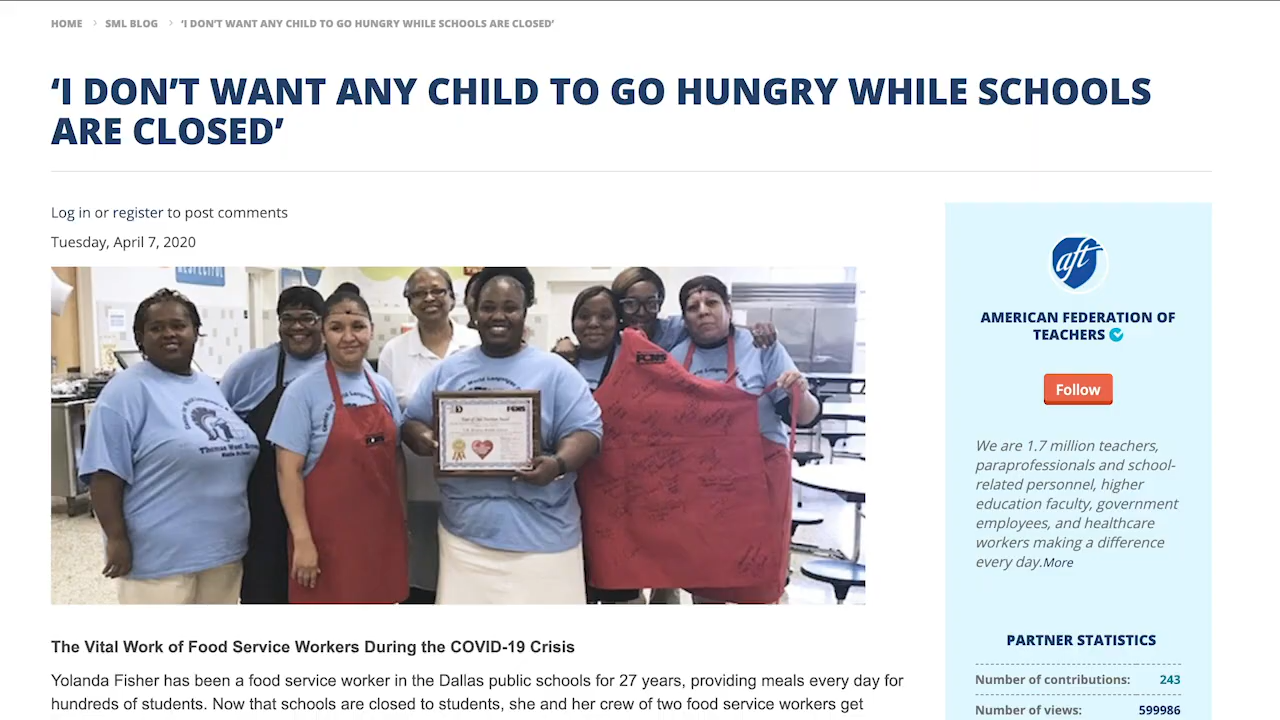 HOME > SML BLOG > ‘I DON’T WANT ANY CHILD TO GO HUNGRY WHILE SCHOOLS ARE CLOSED’
‘I DON’T WANT ANY CHILD TO GO HUNGRY WHILE SCHOOLS
ARE CLOSED’
Log in or register to post comments
Tuesday, April 7, 2020
RESPECTFUL
FCNS
Thomas
FCNS
The Vital Work of Food Service Workers During the COVID-19 Crisis
Yolanda Fisher has been a food service worker in the Dallas public schools for 27 years, providing meals every day for
hundreds of students. Now that schools are closed to students, she and her crew of two food service workers get
aft
AMERICAN FEDERATION OF
TEACHERS
Follow
We are 1.7 million teachers,
paraprofessionals and school-
related personnel, higher
education faculty, government
employees, and healthcare
workers making a difference
every day.More
PARTNER STATISTICS
Number of contributions: 243
Number of views: 599986